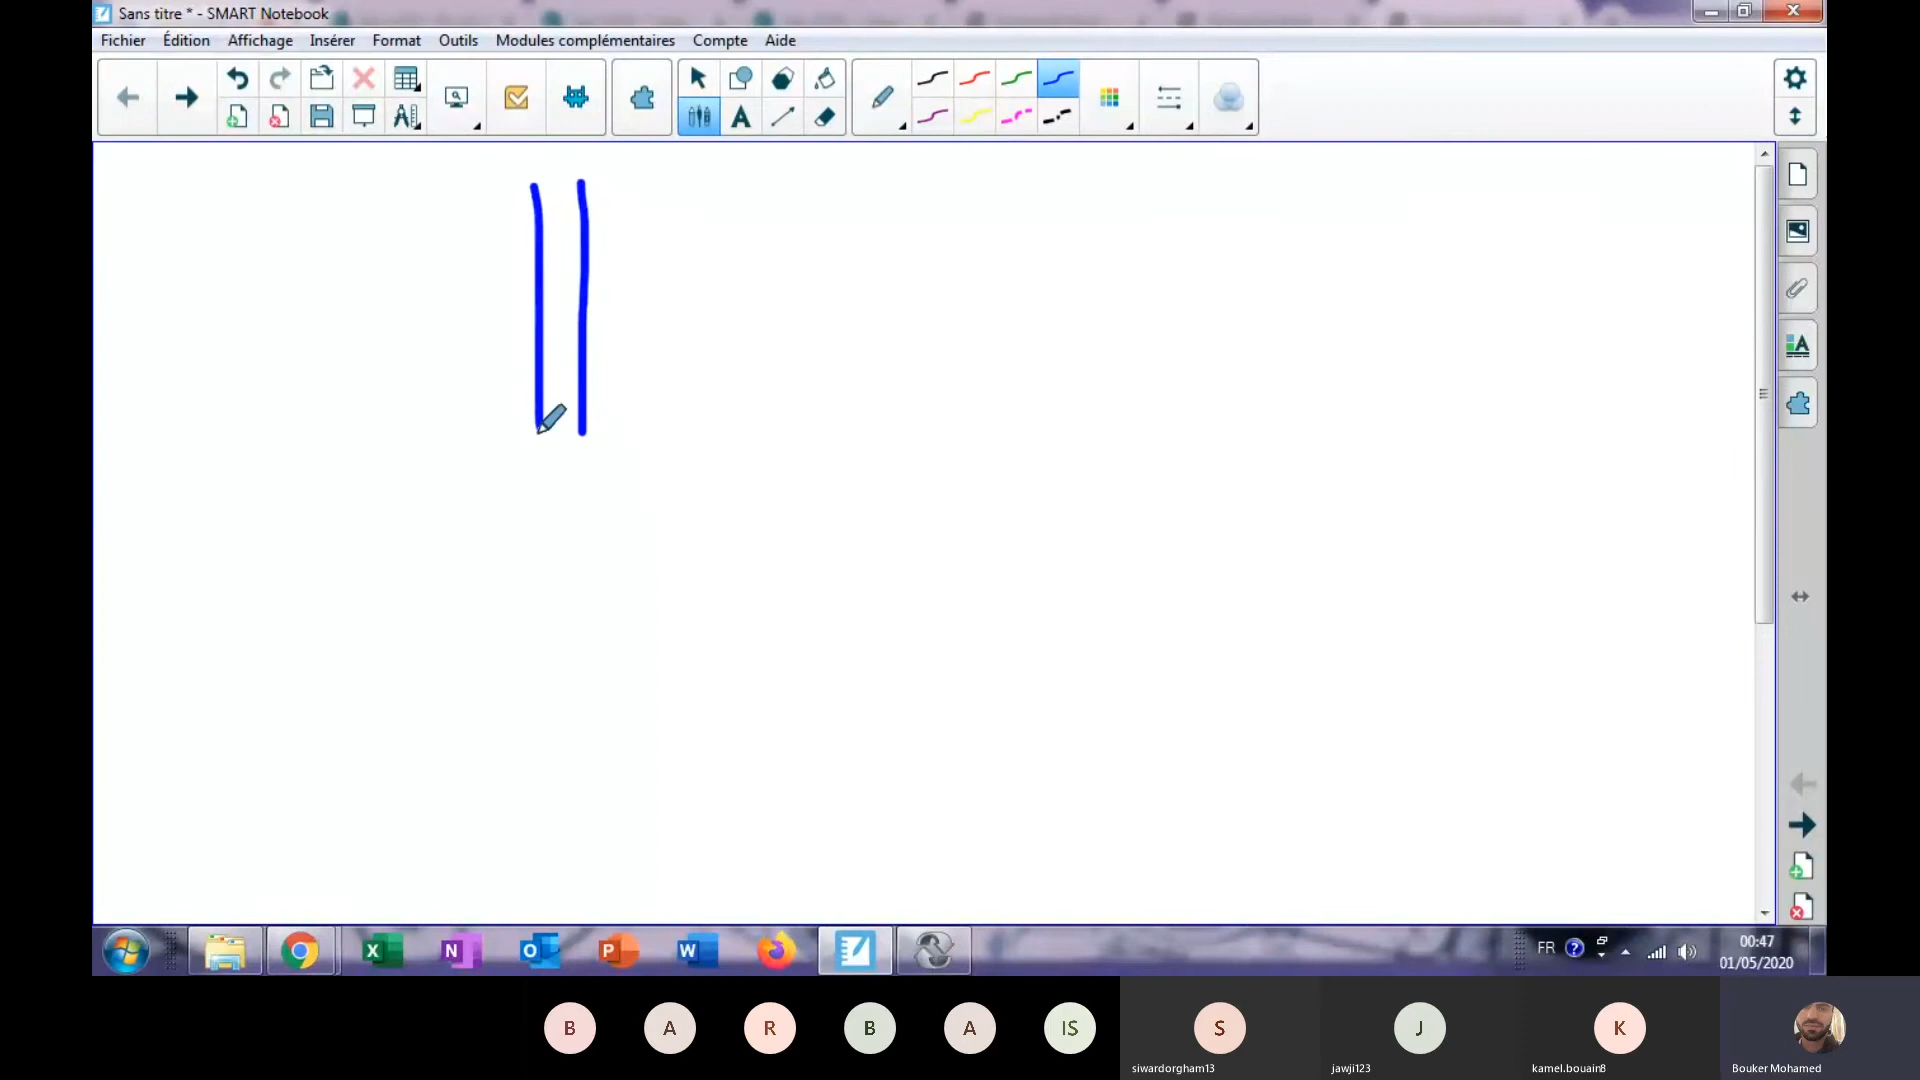 Sans titre * - SMART Notebook
Fichier Édition Affichage Insérer Format Outils Modules complémentaires Compte Aide
A
A
X N O P W
FR ? 00:47
01/05/2020
B A R B A IS S J K
siwardorgham13 jawji123 kamel.bouain8 Bouker Mohamed